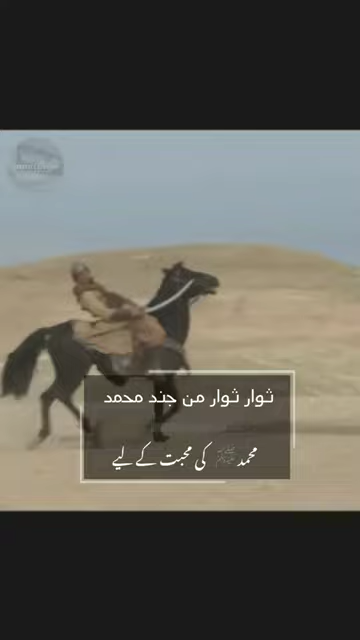 ثوار ثوار من جند محمد
محمد ﷺ کی محبت کے لیے